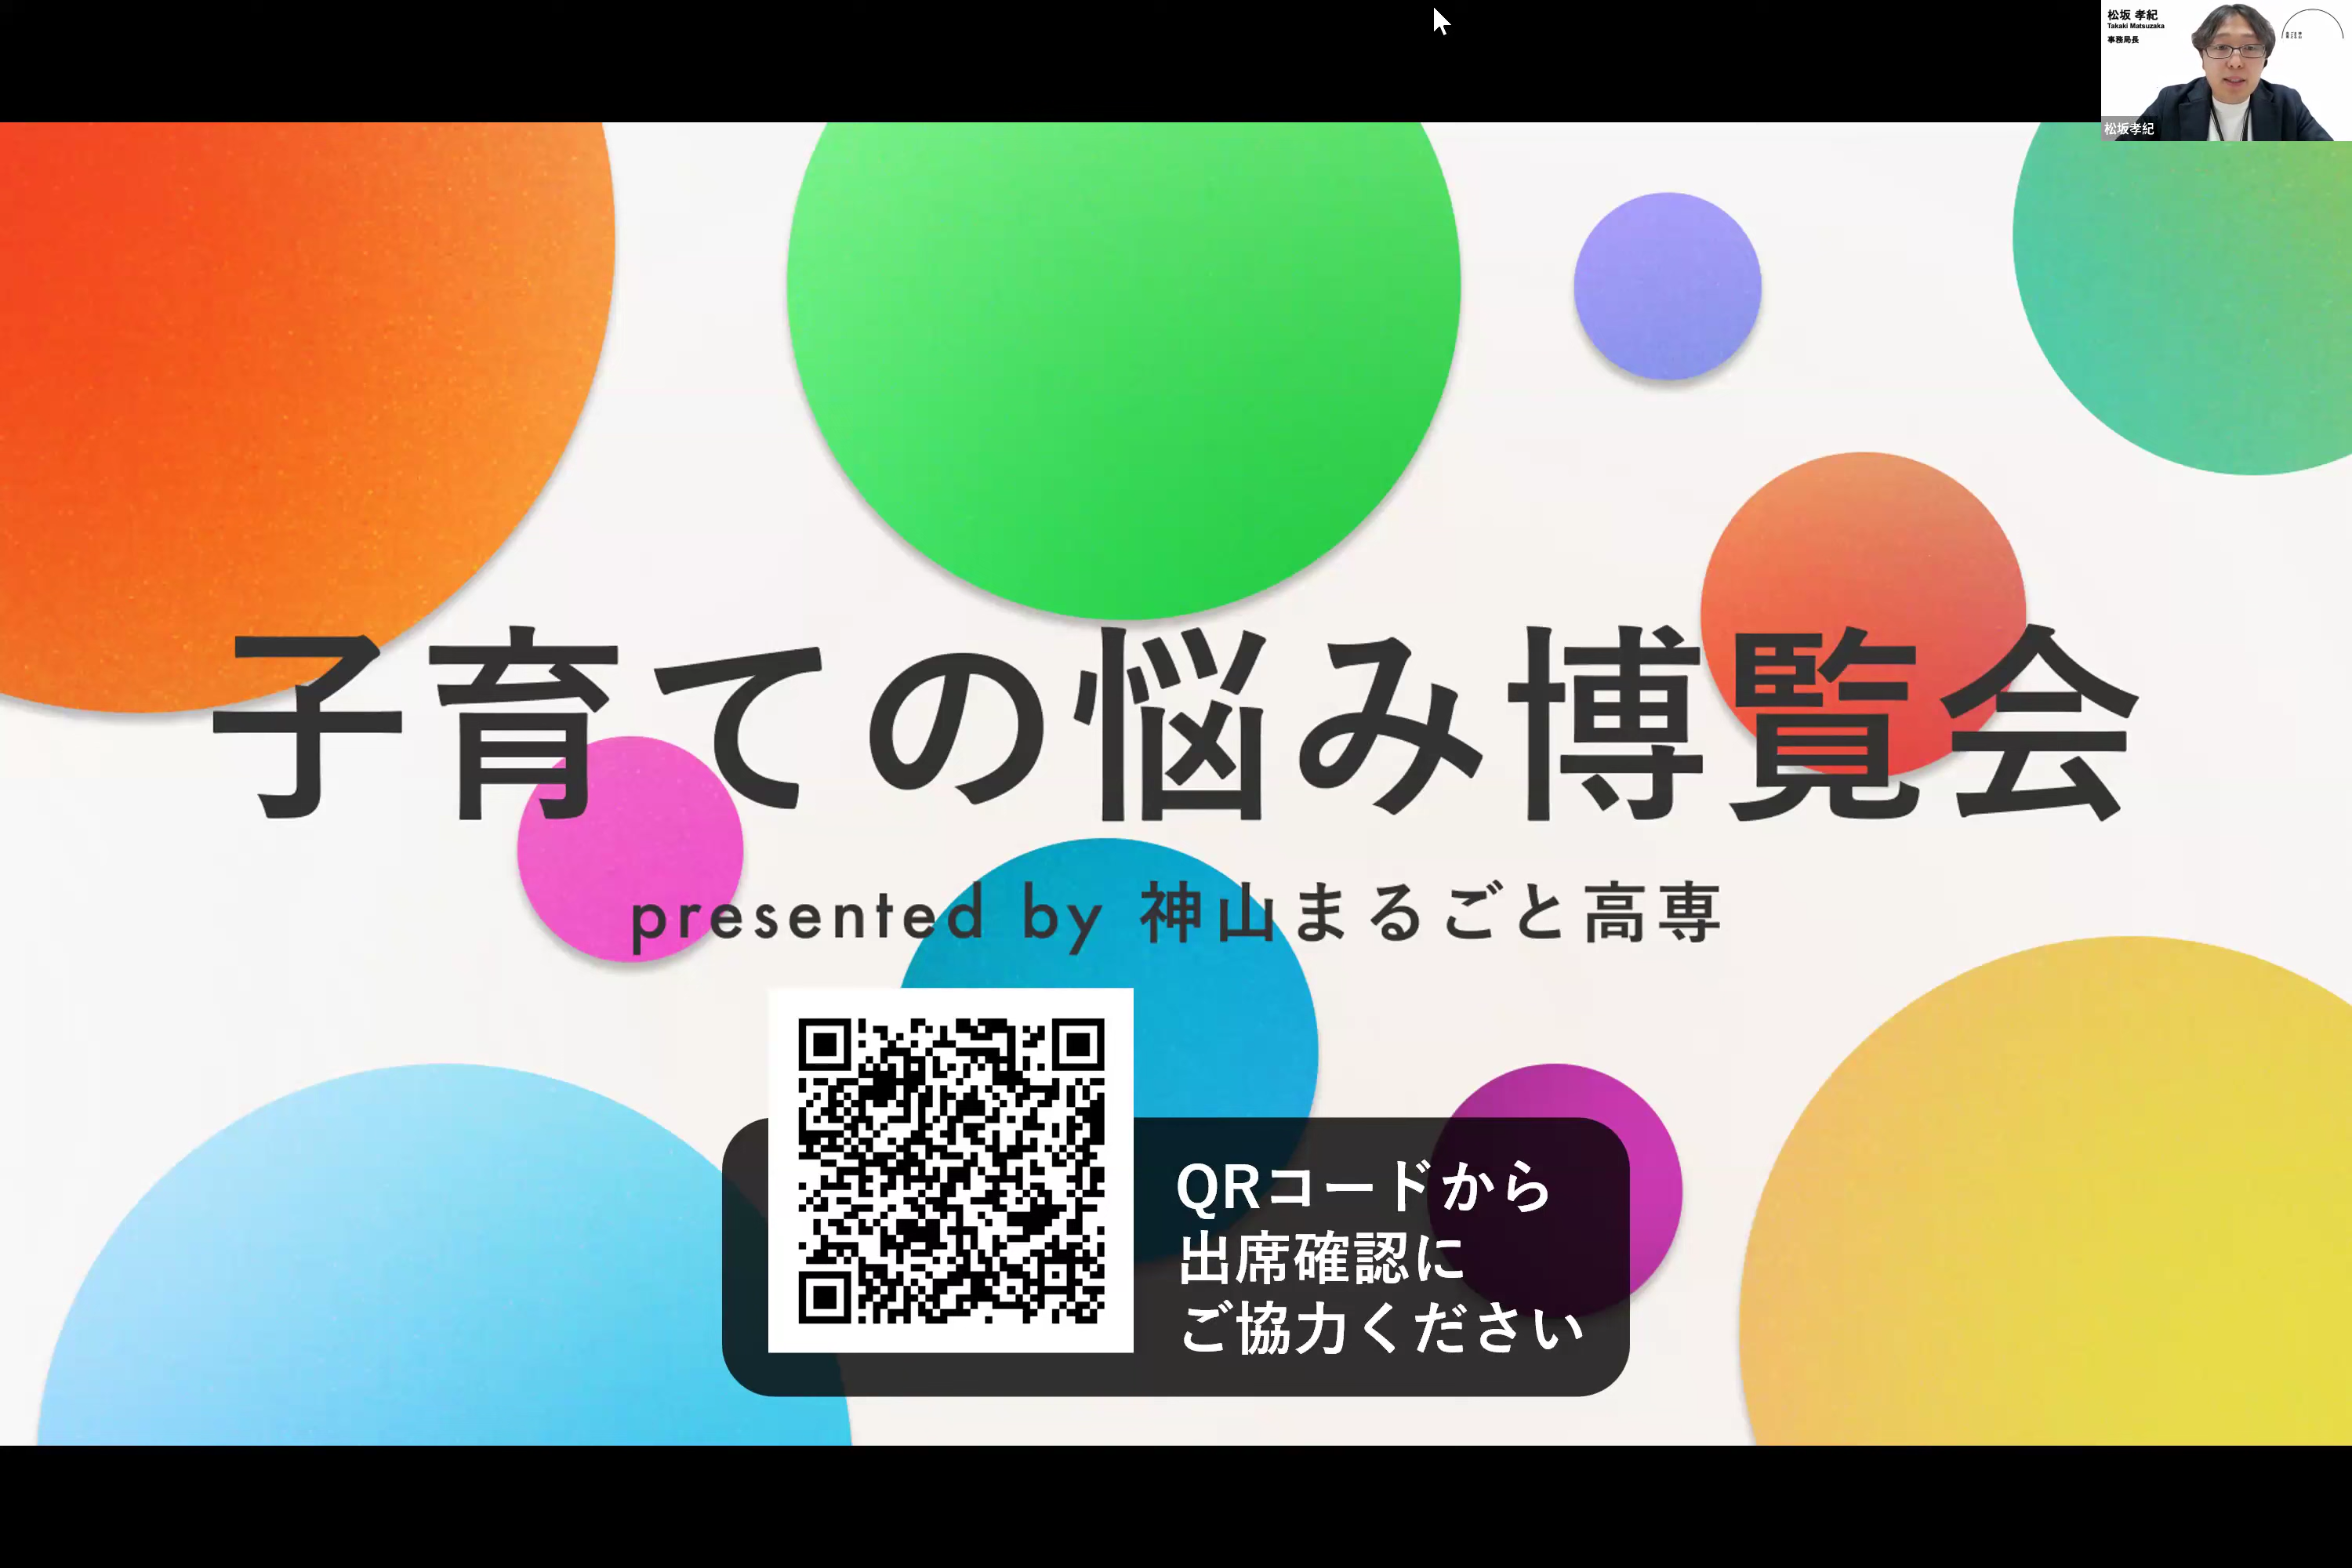 松坂 孝紀
Takaki Matsuzaka
事務局長
松坂孝紀
子育ての悩み博覧会
presented by 神山まるごと高専
QRコードから
出席確認に
ご協力ください